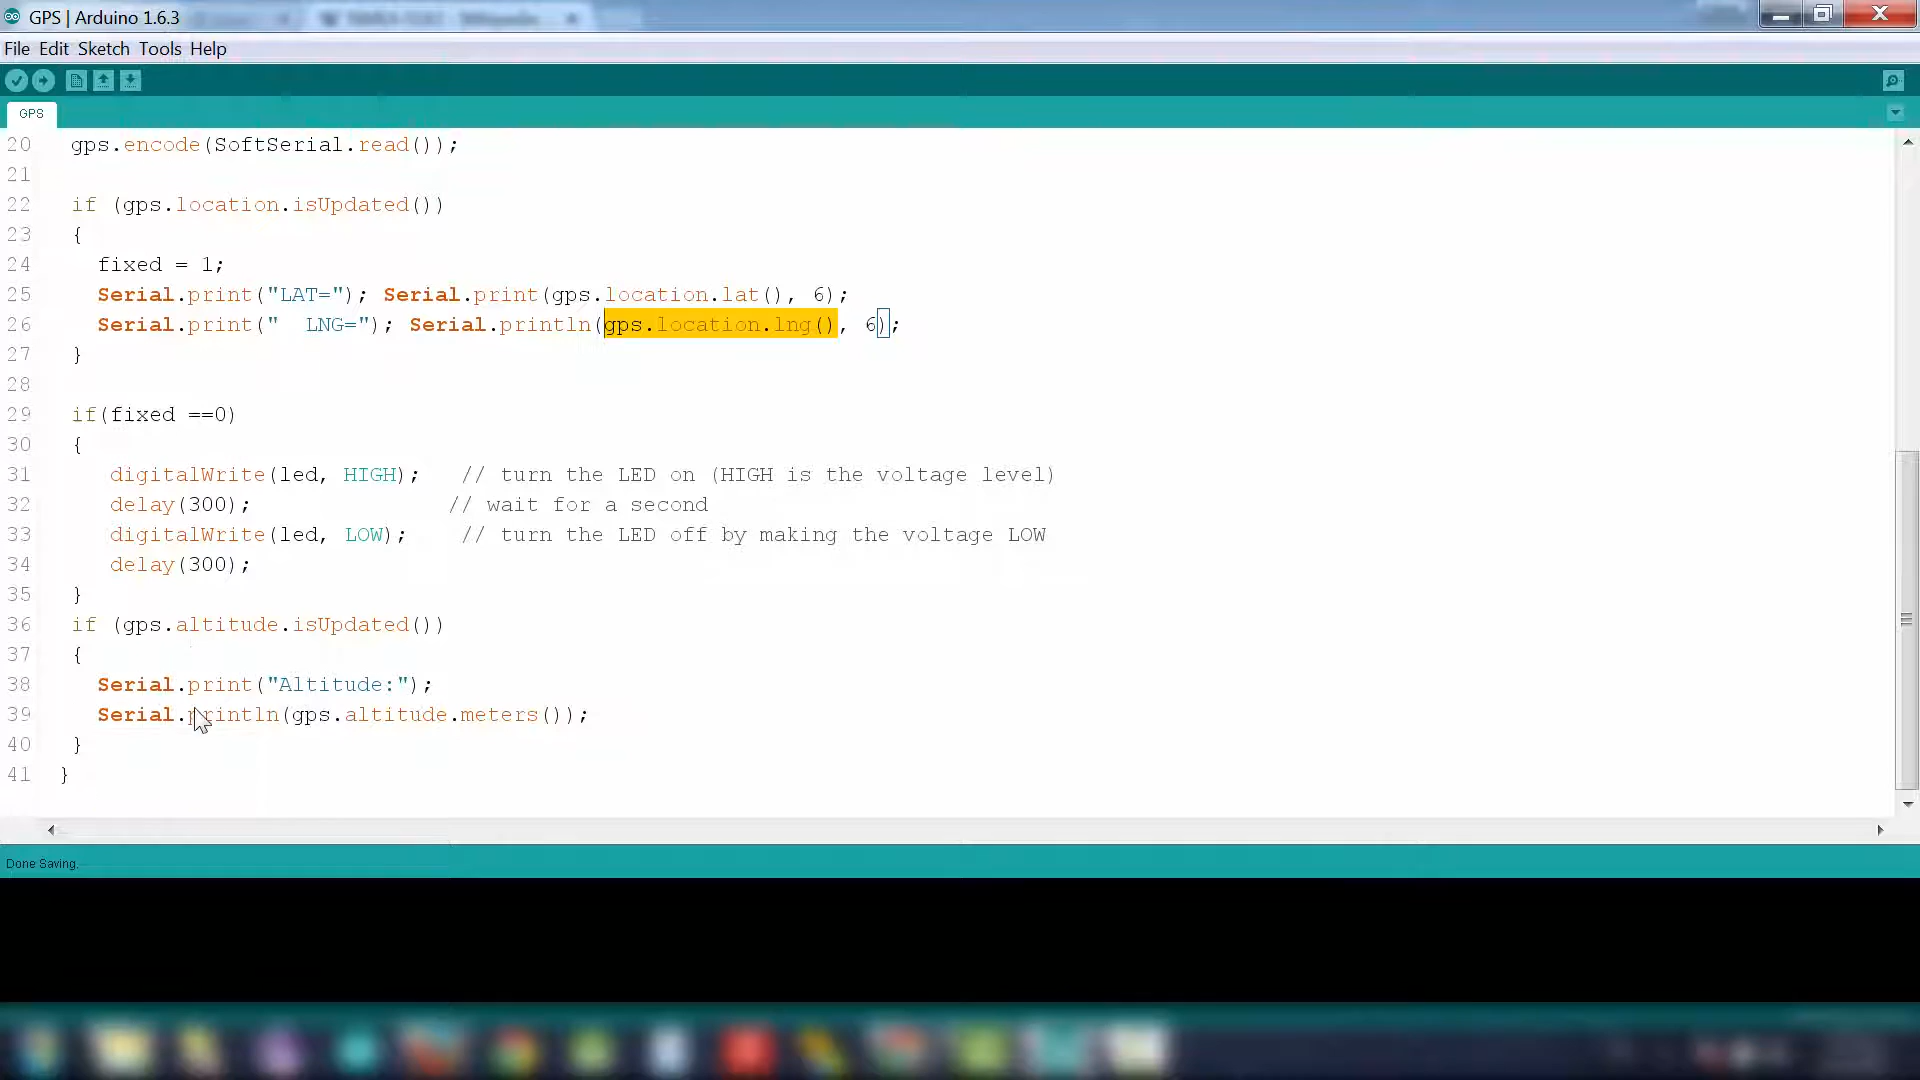 GPS | Arduino 1.6.3
File Edit Sketch Tools Help
GPS
20 gps.encode(SoftSerial.read());
21
22 if (gps.location.isUpdated())
23 {
24 fixed = 1;
25 Serial.print("LAT="); Serial.print(gps.location.lat(), 6);
26 Serial.print("  LNG="); Serial.println(gps.location.lng(), 6);
27 }
28
29 if(fixed ==0)
30 {
31 digitalWrite(led, HIGH); // turn the LED on (HIGH is the voltage level)
32 delay(300); // wait for a second
33 digitalWrite(led, LOW); // turn the LED off by making the voltage LOW
34 delay(300);
35 }
36 if (gps.altitude.isUpdated())
37 {
38 Serial.print("Altitude:");
39 Serial.println(gps.altitude.meters());
40 }
41 }
Done Saving.